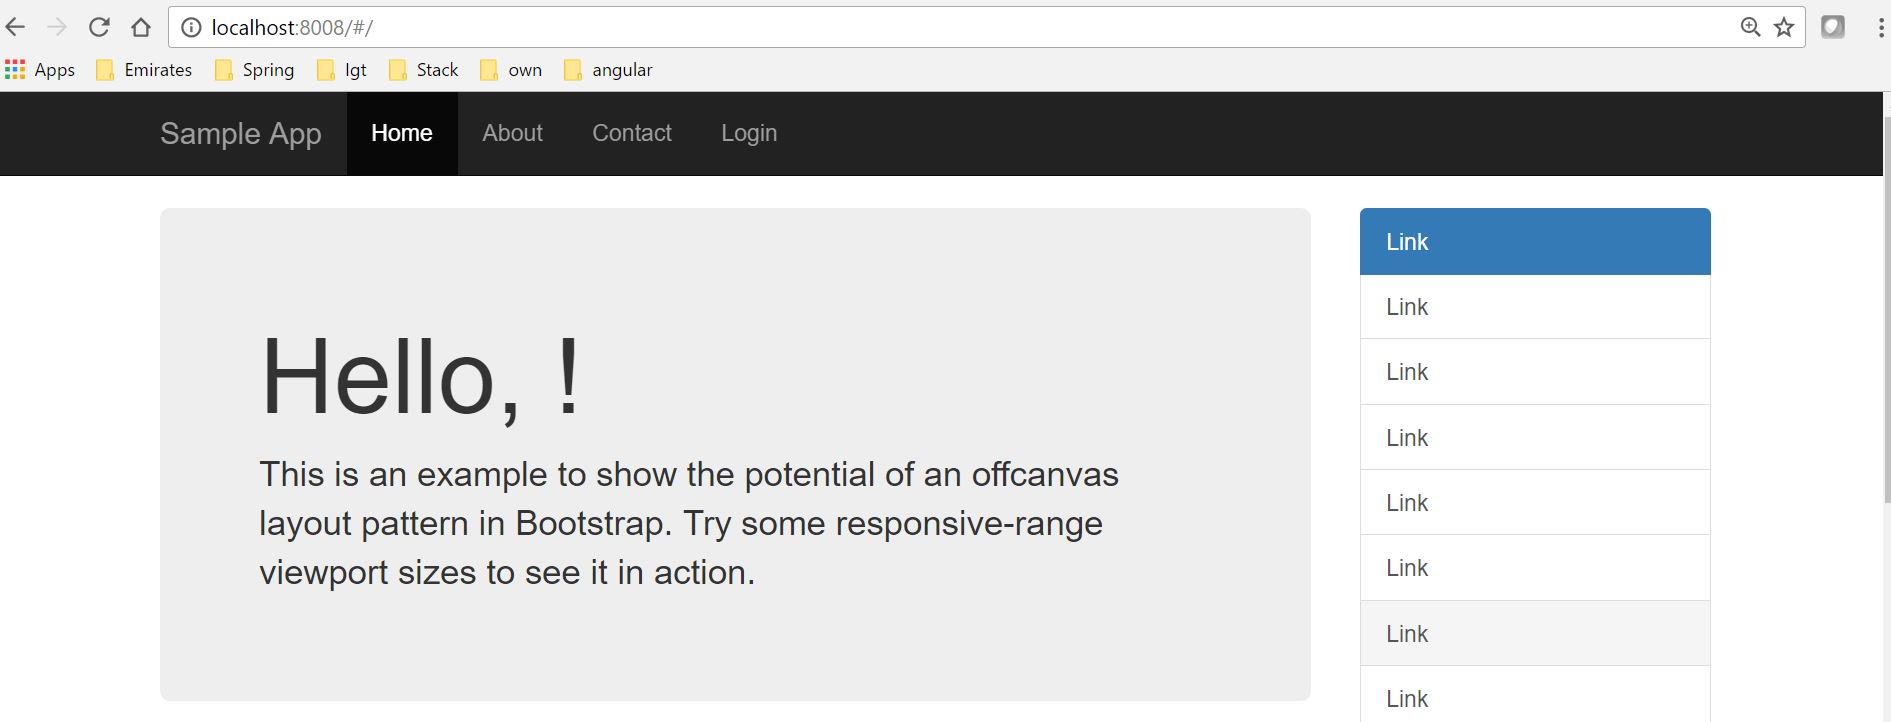 localhost:8008/#/
Apps Emirates Spring lgt Stack own angular
Sample App Home About Contact Login
Hello, !
This is an example to show the potential of an offcanvas
layout pattern in Bootstrap. Try some responsive-range
viewport sizes to see it in action.
Link
Link
Link
Link
Link
Link
Link
Link